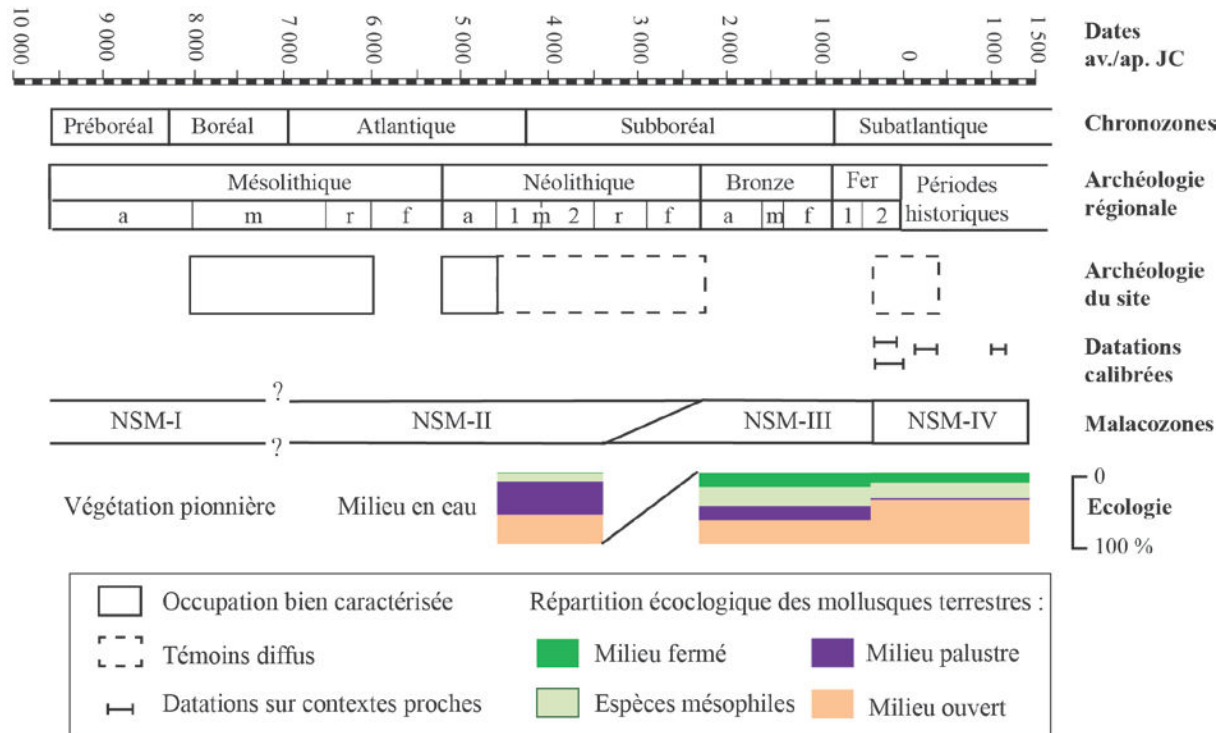 10 000 9 000 8 000 7 000 6 000 5 000 4 000 3 000 2 000 1 000 0 1 000 1 500
Dates
av./ap. JC
Préboréal Boréal Atlantique Subboréal Subatlantique
Chronozones
Mésolithique Néolithique Bronze Fer Périodes historiques
a m r f a 1 m 2 r f a m f 1 2
Archéologie
régionale
Archéologie
du site
Datations
calibrées
?
NSM-I NSM-II NSM-III NSM-IV
Malacozones
?
Végétation pionnière Milieu en eau
0
Ecologie
100 %
Occupation bien caractérisée
Témoins diffus
Datations sur contextes proches
Répartition écoclogique des mollusques terrestres :
Milieu fermé Milieu palustre
Espèces mésophiles Milieu ouvert